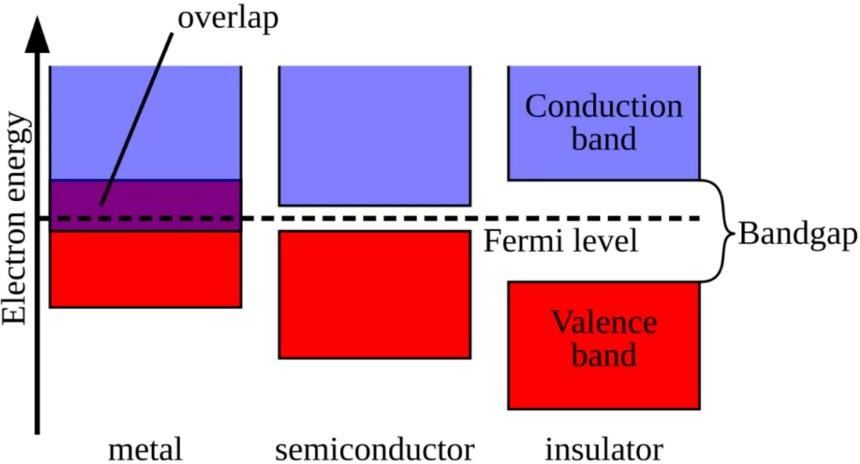 overlap
Electron energy
Conduction
band
Fermi level
Bandgap
Valence
band
metal
semiconductor
insulator